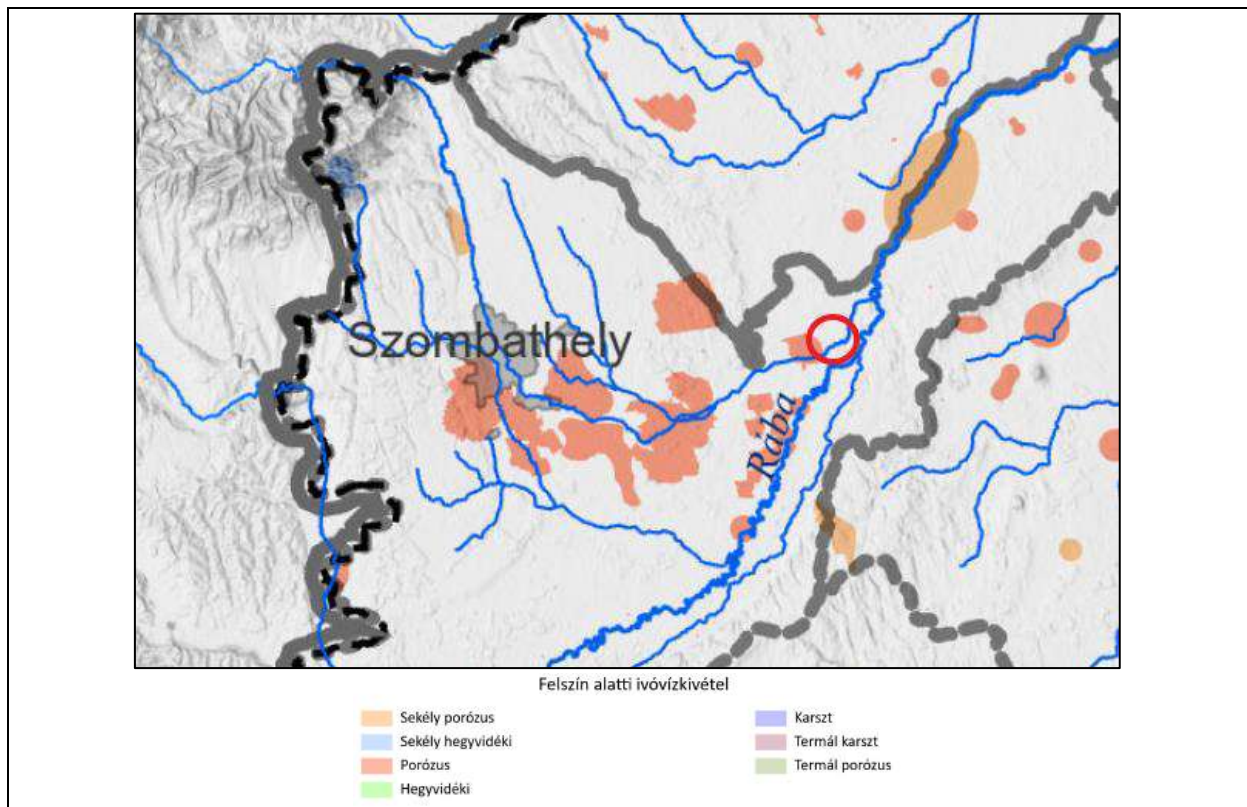 Szombathely
Rába
Felszín alatti ivóvízkivétel
Sekély porózus
Sekély hegyvidéki
Porózus
Hegyvidéki
Karszt
Termál karszt
Termál porózus